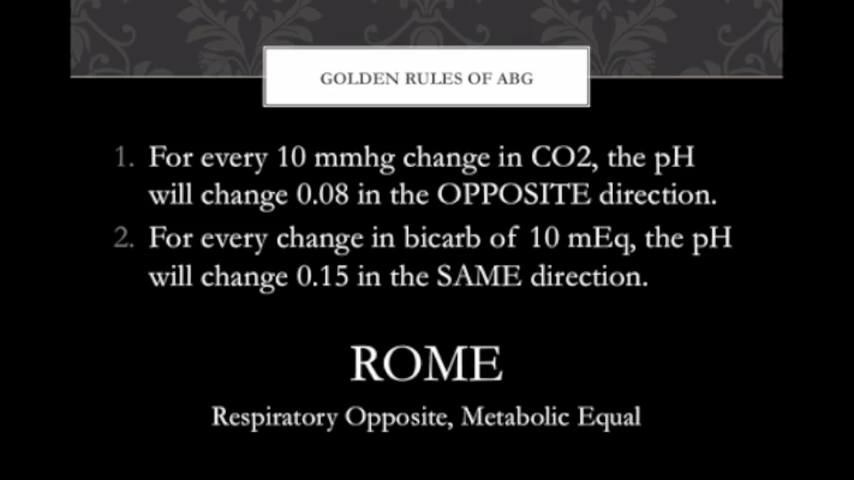 GOLDEN RULES OF ABG
1. For every 10 mmhg change in CO2, the pH
will change 0.08 in the OPPOSITE direction.
2. For every change in bicarb of 10 mEq, the pH
will change 0.15 in the SAME direction.
ROME
Respiratory Opposite, Metabolic Equal